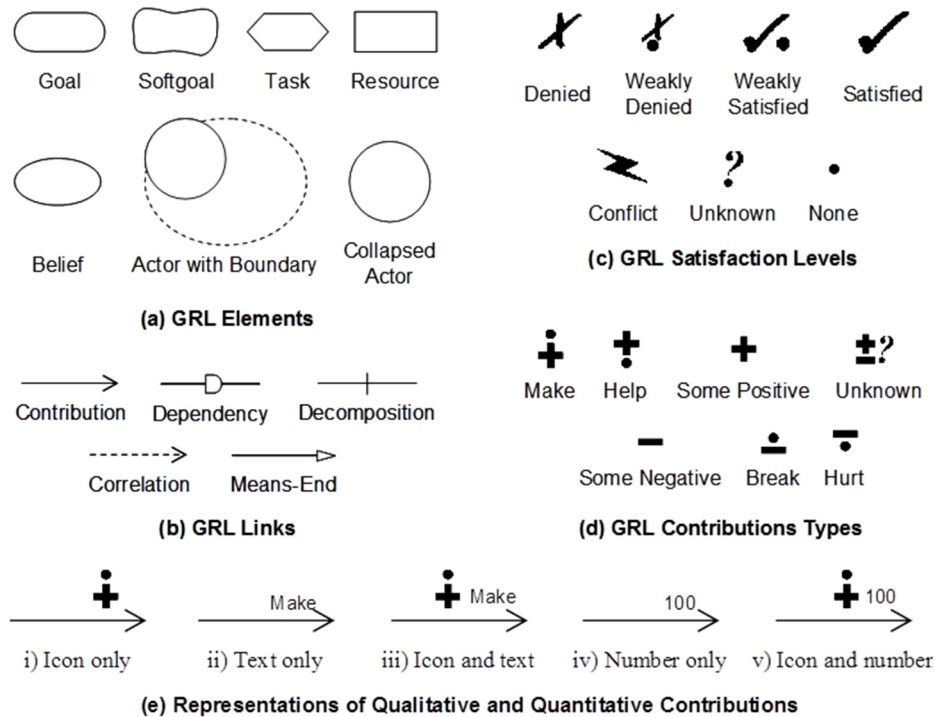 Goal Softgoal Task Resource
Belief Actor with Boundary Collapsed
Actor
(a) GRL Elements
Contribution Dependency Decomposition
Correlation Means-End
(b) GRL Links
Denied Weakly
Denied Weakly
Satisfied Satisfied
Conflict Unknown None
(c) GRL Satisfaction Levels
Make Help Some Positive Unknown
Some Negative Break Hurt
(d) GRL Contributions Types
Make Make 100 100
i) Icon only ii) Text only iii) Icon and text iv) Number only v) Icon and number
(e) Representations of Qualitative and Quantitative Contributions